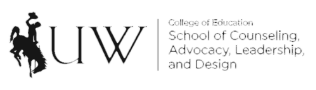 UW
College of Education
School of Counseling,
Advocacy, Leadership,
and Design